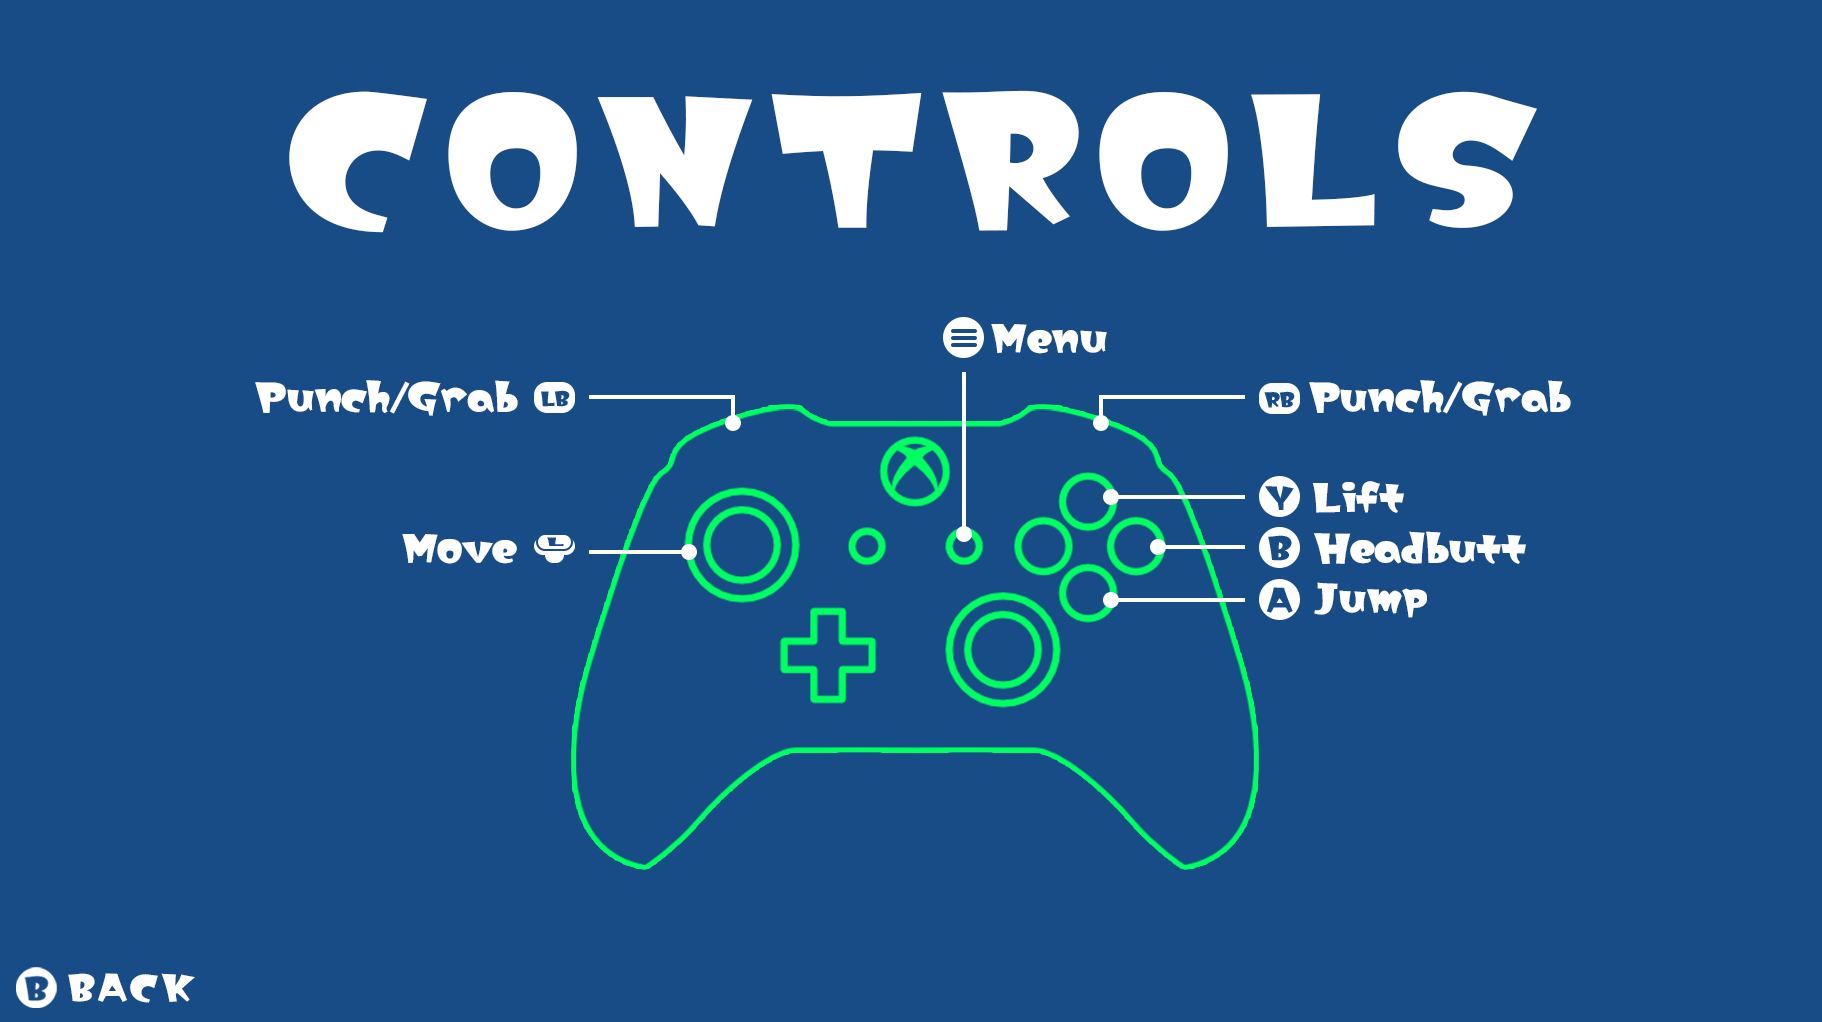 CONTROLS
Menu
Punch/Grab LB
RB Punch/Grab
Y Lift
Move L
B Headbutt
A Jump
B BACK